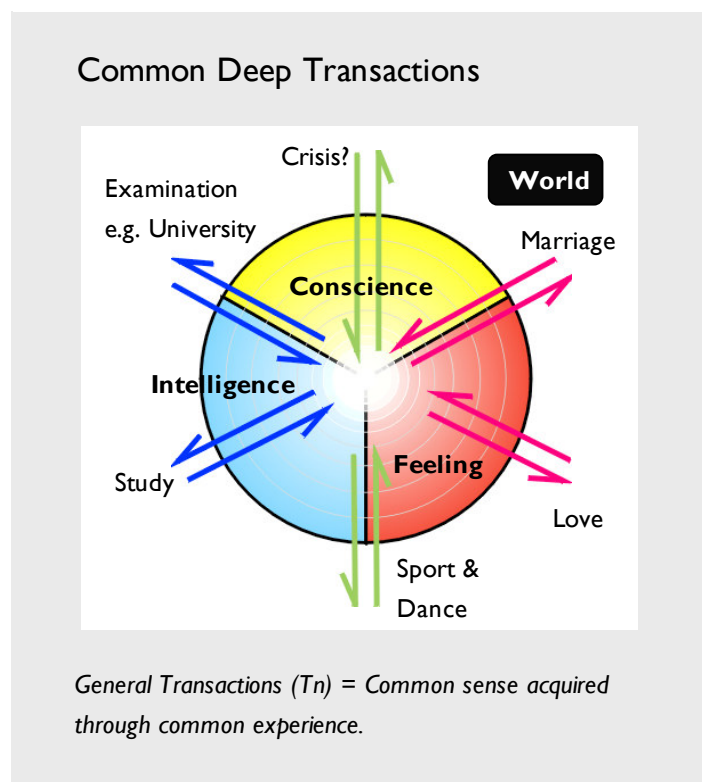 Common Deep Transactions
Crisis?
World
Examination
e.g. University
Marriage
Conscience
Intelligence
Feeling
Study
Love
Sport &
Dance
General Transactions (Tn) = Common sense acquired
through common experience.